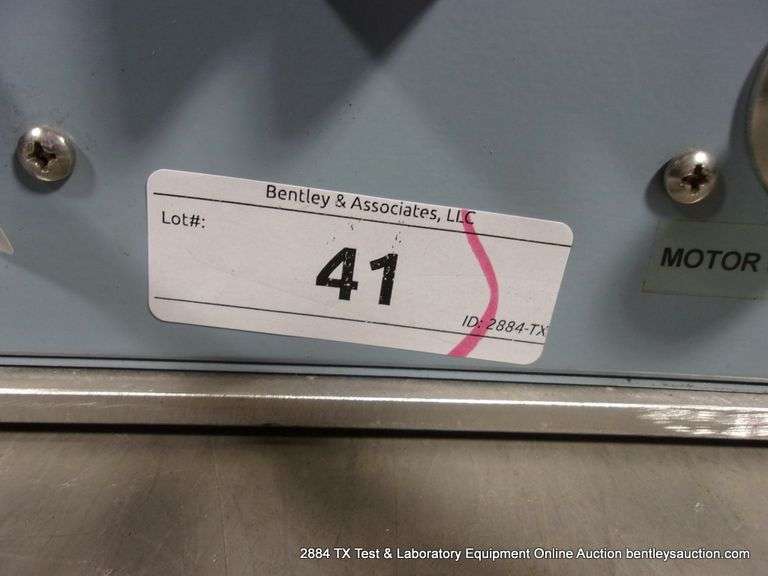 Bentley & Associates, LLC
Lot#:
41
ID: 2884-TX
MOTOR
2884 TX Test & Laboratory Equipment Online Auction bentleysauction.com